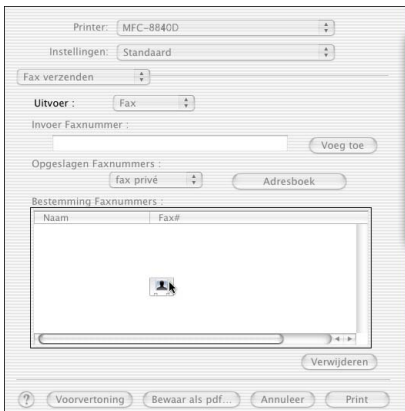 Printer: MFC-8840D
Instellingen: Standaard
Fax verzenden
Uitvoer : Fax
Invoer Faxnummer :
Voeg toe
Opgeslagen Faxnummers :
fax privé Adresboek
Bestemming Faxnummers :
Naam Fax#
Verwijderen
? Voorvertoning Bewaar als pdf... Annuleer Print